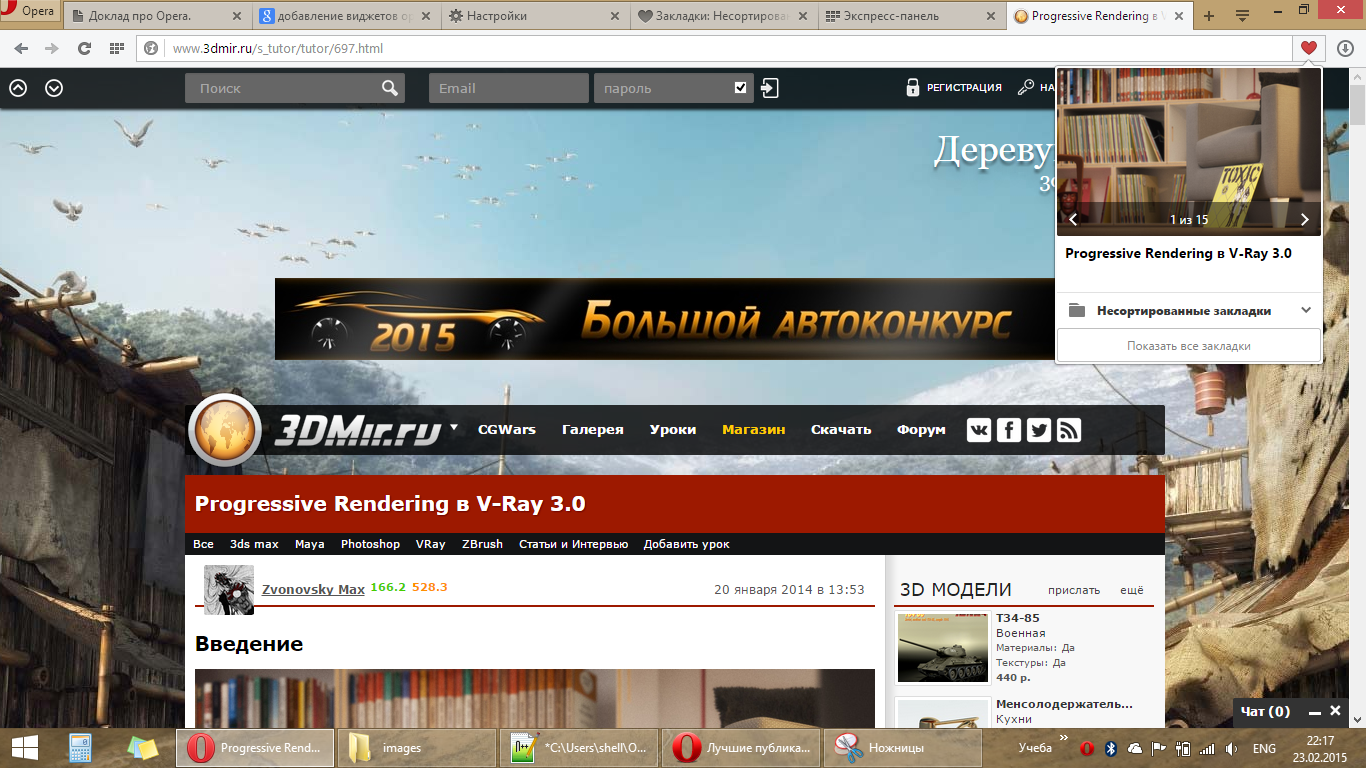 Opera
Доклад про Opera.
добавление виджетов op
Настройки
Закладки: Несортирован
Экспресс-панель
Progressive Rendering в V
www.3dmir.ru/s_tutor/tutor/697.html
Поиск
Email
пароль
РЕГИСТРАЦИЯ
НА
Дереву
TOXIC
1 из 15
Progressive Rendering в V-Ray 3.0
Несортированные закладки
Показать все закладки
2015
Большой автоконкурс
3DMir.ru
CGWars
Галерея
Уроки
Магазин
Скачать
Форум
Progressive Rendering в V-Ray 3.0
Все
3ds max
Maya
Photoshop
VRay
ZBrush
Статьи и Интервью
Добавить урок
Zvonovsky Max 166.2 528.3
20 января 2014 в 13:53
3D МОДЕЛИ
прислать
ещё
Введение
Т34-85
Военная
Материалы: Да
Текстуры: Да
440 р.
Менсолодержатель...
Кухни
Чат (0)
Progressive Rend...
images
*C:\Users\shell\O...
Лучшие публика...
Ножницы
Учеба
ENG
22:17
23.02.2015